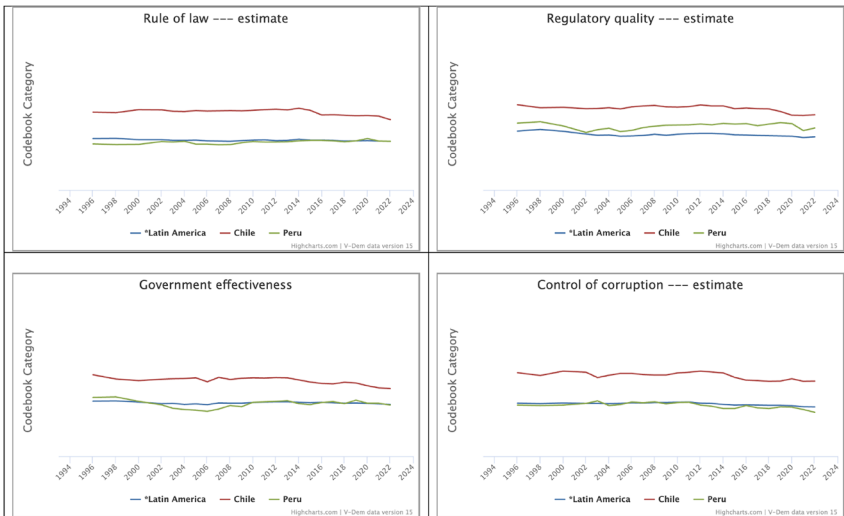 Rule of law --- estimate
Codebook Category
1994 1996 1998 2000 2002 2004 2006 2008 2010 2012 2014 2016 2018 2020 2022 2024
*Latin America Chile Peru
Highcharts.com | V-Dem data version 15
Regulatory quality --- estimate
Codebook Category
1994 1996 1998 2000 2002 2004 2006 2008 2010 2012 2014 2016 2018 2020 2022 2024
*Latin America Chile Peru
Highcharts.com | V-Dem data version 15
Government effectiveness
Codebook Category
1994 1996 1998 2000 2002 2004 2006 2008 2010 2012 2014 2016 2018 2020 2022 2024
*Latin America Chile Peru
Highcharts.com | V-Dem data version 15
Control of corruption --- estimate
Codebook Category
1994 1996 1998 2000 2002 2004 2006 2008 2010 2012 2014 2016 2018 2020 2022 2024
*Latin America Chile Peru
Highcharts.com | V-Dem data version 15